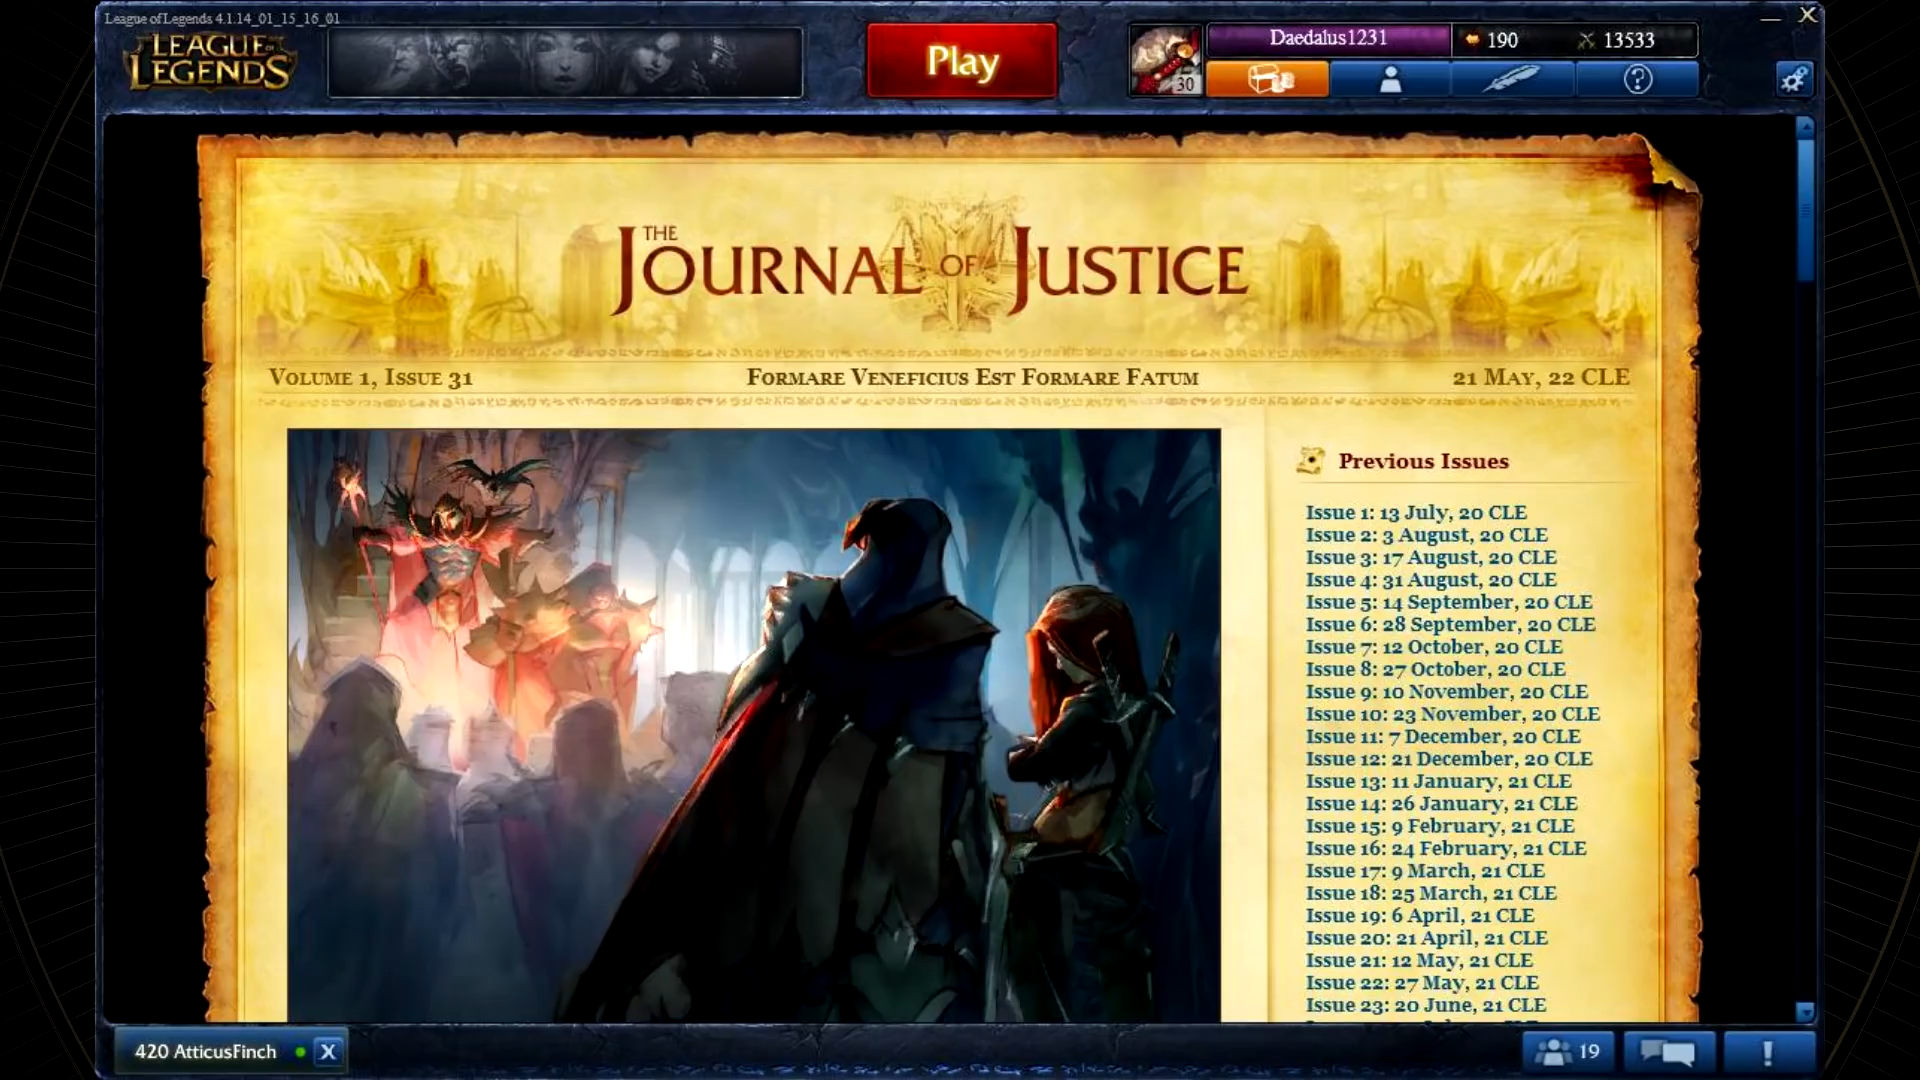 League of Legends 4.1.14_01_15_16_01
LEAGUE OF LEGENDS
Play
30
Daedalus1231
190
13533
THE JOURNAL OF JUSTICE
VOLUME 1, ISSUE 31
FORMARE VENEFICIUS EST FORMARE FATUM
21 MAY, 22 CLE
Previous Issues
Issue 1: 13 July, 20 CLE
Issue 2: 3 August, 20 CLE
Issue 3: 17 August, 20 CLE
Issue 4: 31 August, 20 CLE
Issue 5: 14 September, 20 CLE
Issue 6: 28 September, 20 CLE
Issue 7: 12 October, 20 CLE
Issue 8: 27 October, 20 CLE
Issue 9: 10 November, 20 CLE
Issue 10: 23 November, 20 CLE
Issue 11: 7 December, 20 CLE
Issue 12: 21 December, 20 CLE
Issue 13: 11 January, 21 CLE
Issue 14: 26 January, 21 CLE
Issue 15: 9 February, 21 CLE
Issue 16: 24 February, 21 CLE
Issue 17: 9 March, 21 CLE
Issue 18: 25 March, 21 CLE
Issue 19: 6 April, 21 CLE
Issue 20: 21 April, 21 CLE
Issue 21: 12 May, 21 CLE
Issue 22: 27 May, 21 CLE
Issue 23: 20 June, 21 CLE
420 AtticusFinch
X
19